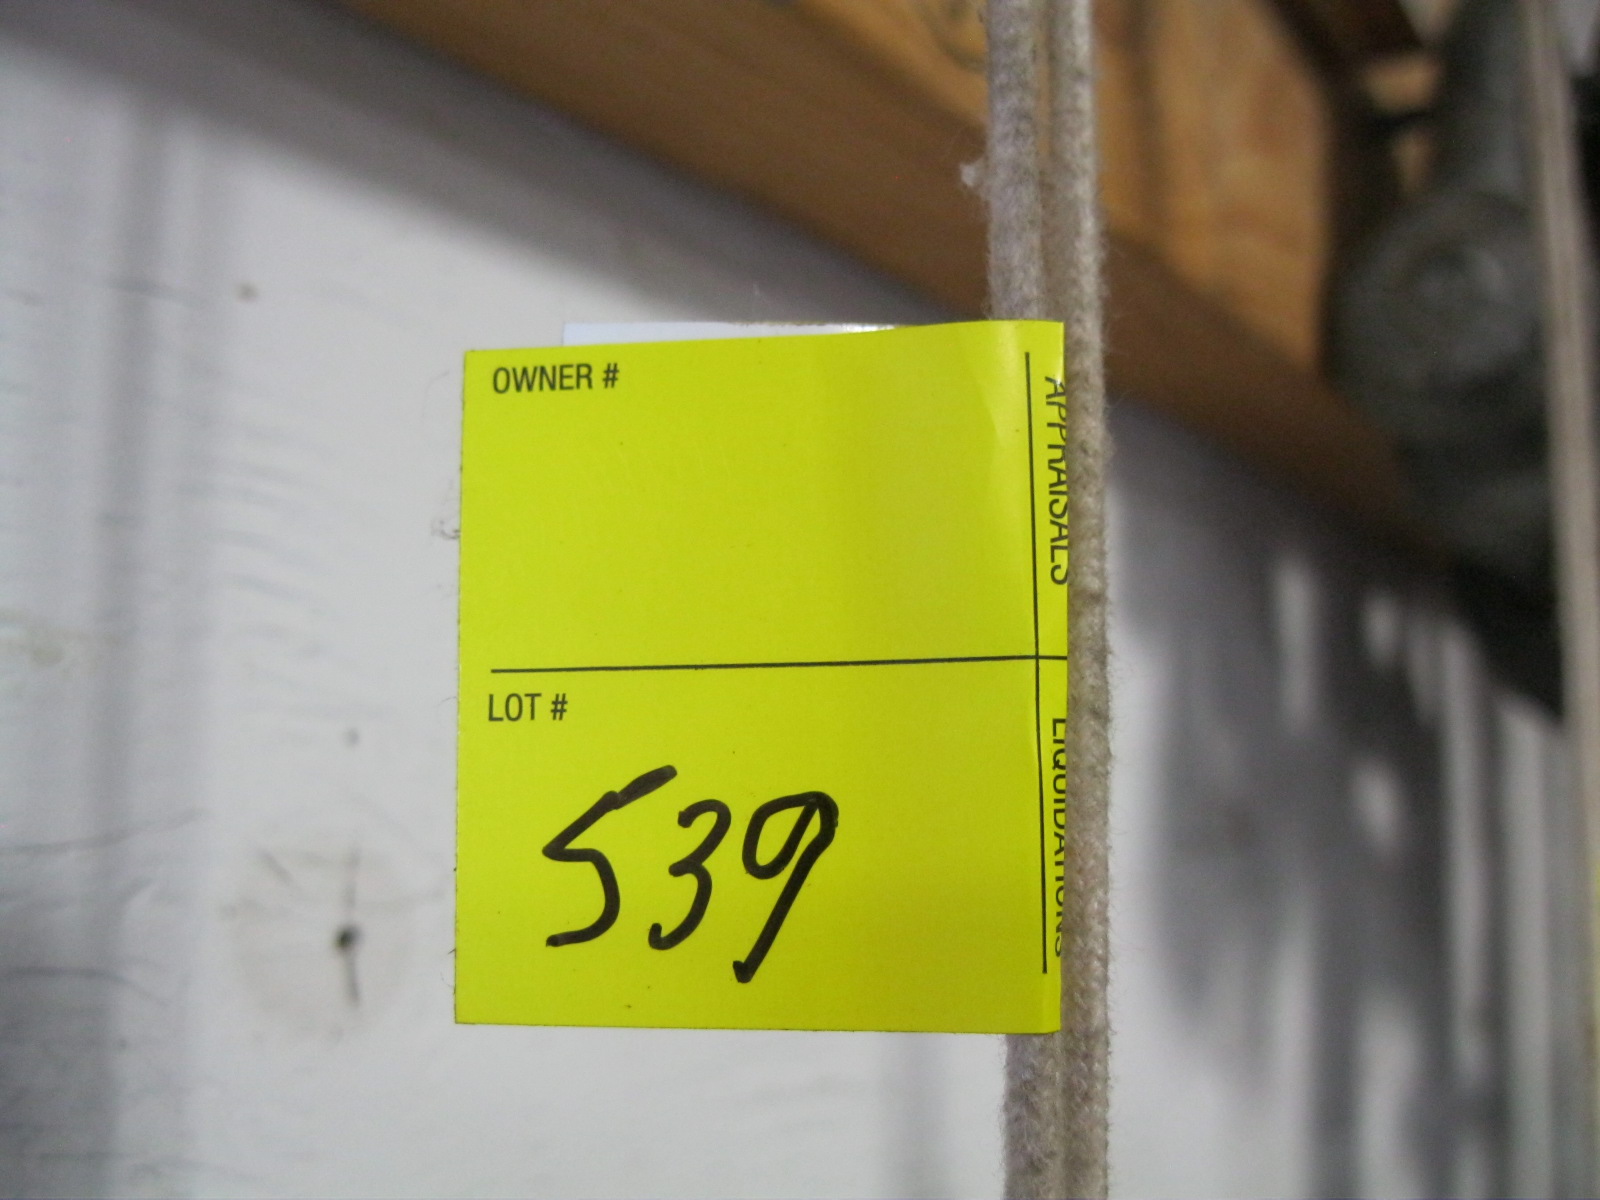 OWNER #
APPRAISALS
LOT #
539
LIQUIDATIONS